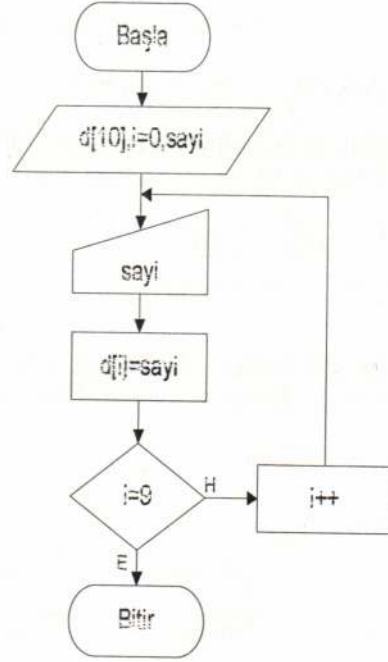 Başla
d[10],i=0,sayi
sayi
d[i]=sayi
i=9
H
i++
E
Bitir